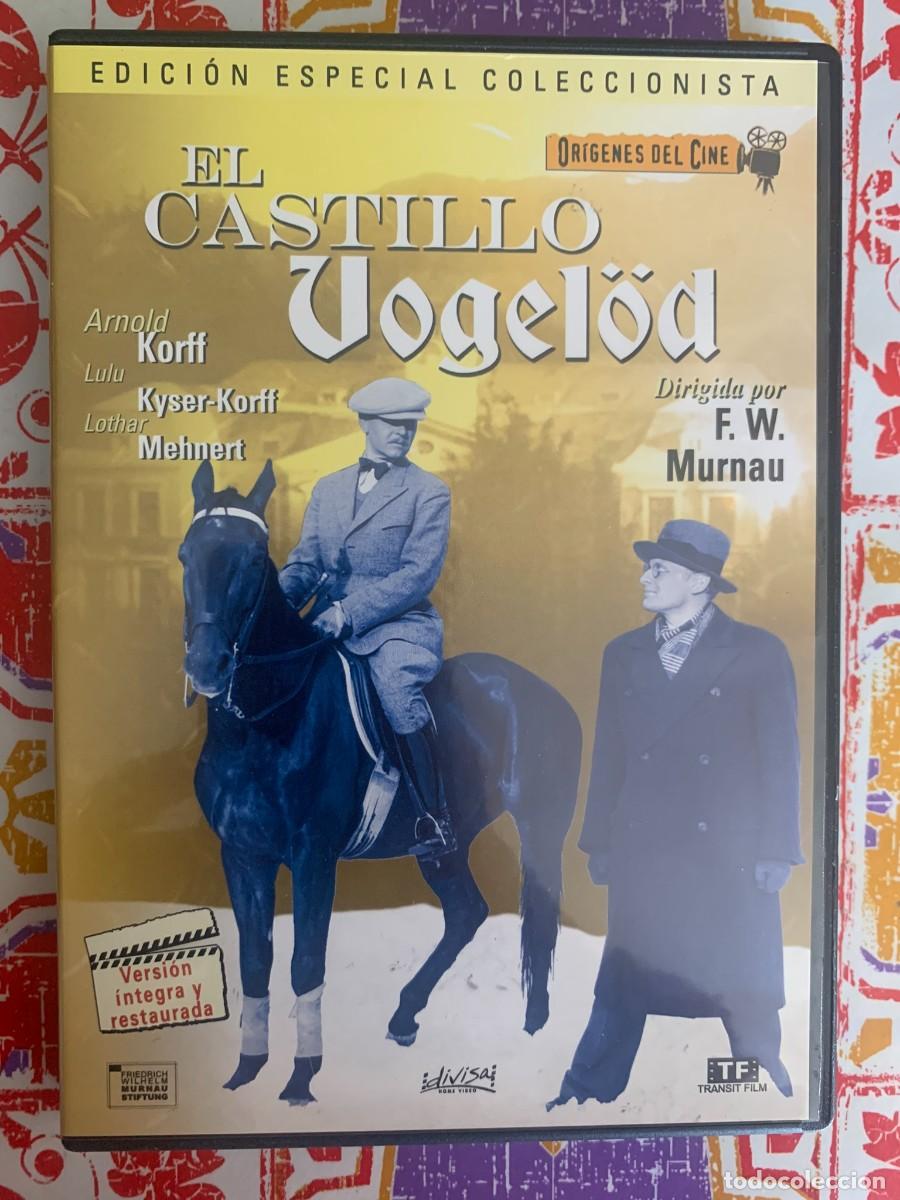 EDICIÓN ESPECIAL COLECCIONISTA
ORÍGENES DEL CINE
EL
CASTILLO
Vogelöd
Arnold
Korff
Lulu
Kyser-Korff
Lothar
Mehnert
Dirigida por
F. W.
Murnau
Versión
íntegra y
restaurada
FRIEDRICH
WILHELM
MURNAU
STIFTUNG
divisa
HOME VIDEO
TF
TRANSIT FILM
todocoleccion